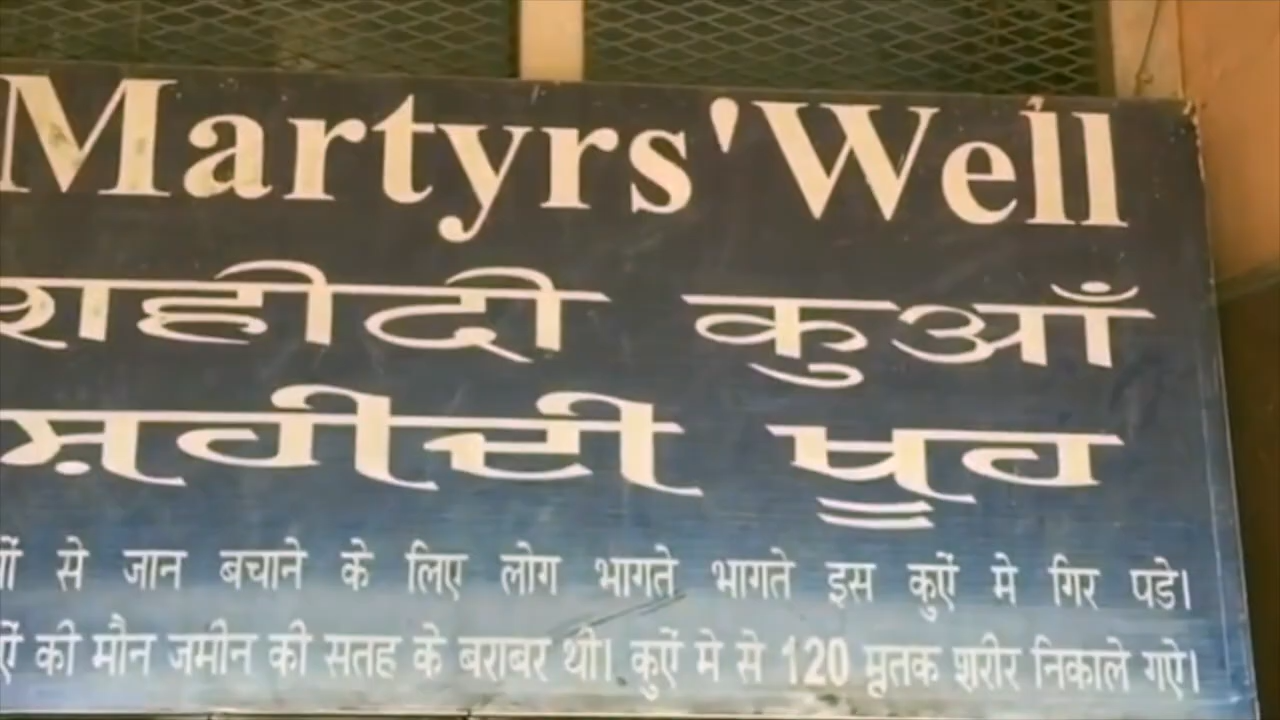 Martyrs' Well
शहीदी कुआँ
ਸ਼ਹੀਦੀ ਖੂਹ
से जान बचाने के लिए लोग भागते भागते इस कुऐं मे गिर पडे।
की मौन जमीन की सतह के बराबर थी। कुऐं मे से 120 मृतक शरीर निकाले गऐ।